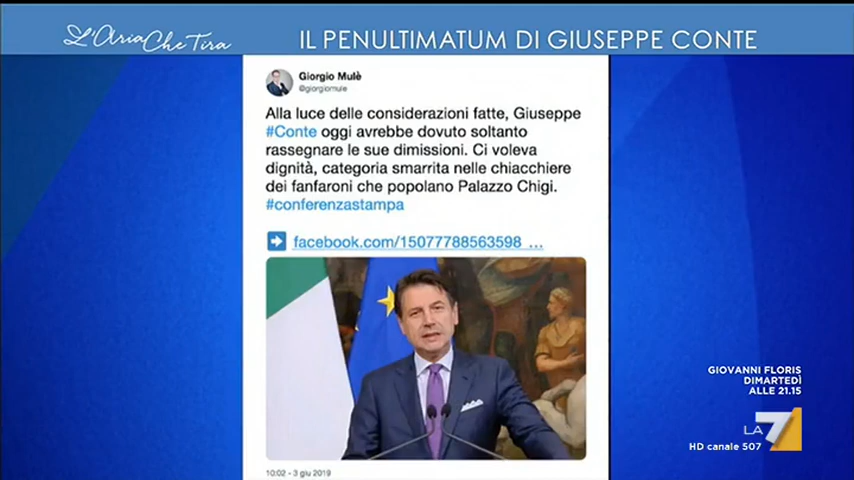 L'Aria Che Tira
IL PENULTIMATUM DI GIUSEPPE CONTE
Giorgio Mulè
@giorgiomule
Alla luce delle considerazioni fatte, Giuseppe
#Conte oggi avrebbe dovuto soltanto
rassegnare le sue dimissioni. Ci voleva
dignità, categoria smarrita nelle chiacchiere
dei fanfaroni che popolano Palazzo Chigi.
#conferenzastampa
facebook.com/15077788563598 ...
10:02 - 3 giu 2019
GIOVANNI FLORIS
DIMARTEDÌ
ALLE 21.15
LA 7
HD canale 507